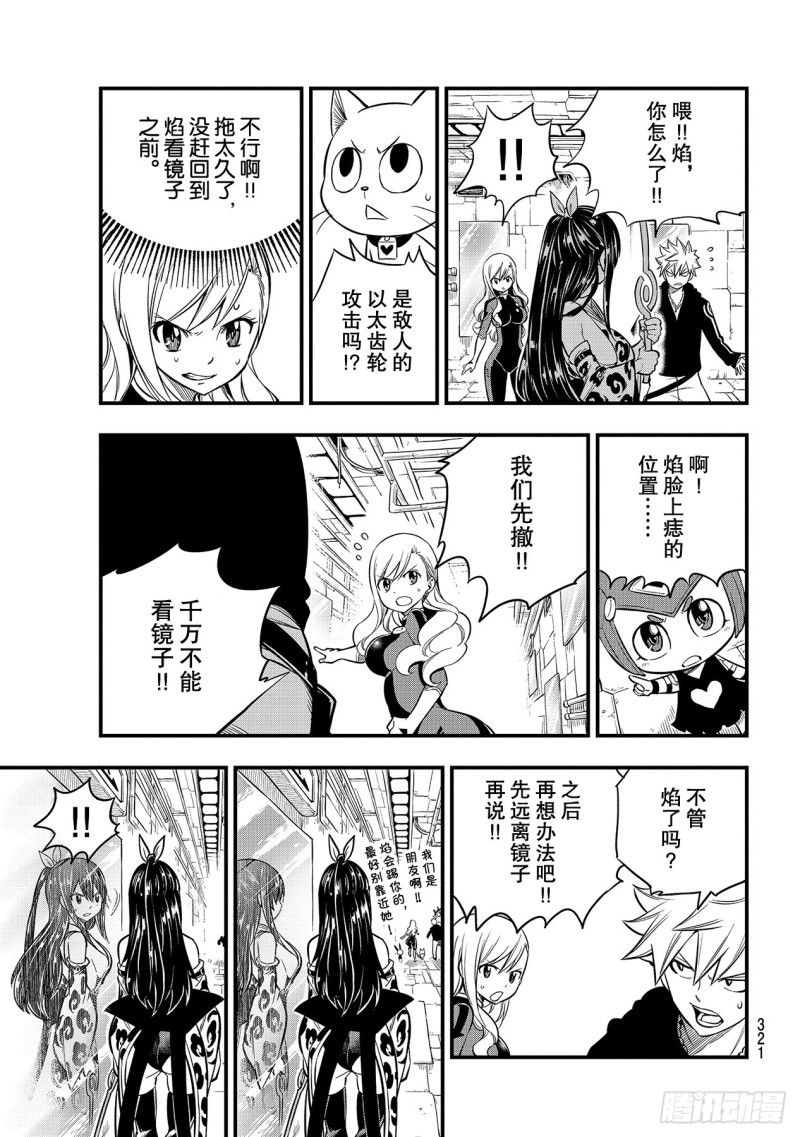 喂!!焰,
你怎么了!!
!!
是敌人的
以太齿轮
攻击吗!?
不行啊!!
拖太久了,
没赶回到
焰看镜子
之前。
啊!
焰脸上痣的
位置……
我们先
撤!!
千万不能
看镜子!!
不管
焰了吗?
之后
再想办法吧!!
先远离镜子
再说!!
我们是
朋友啊!!
焰会踢你的,
最好别靠近她!
!!
321
腾讯动漫